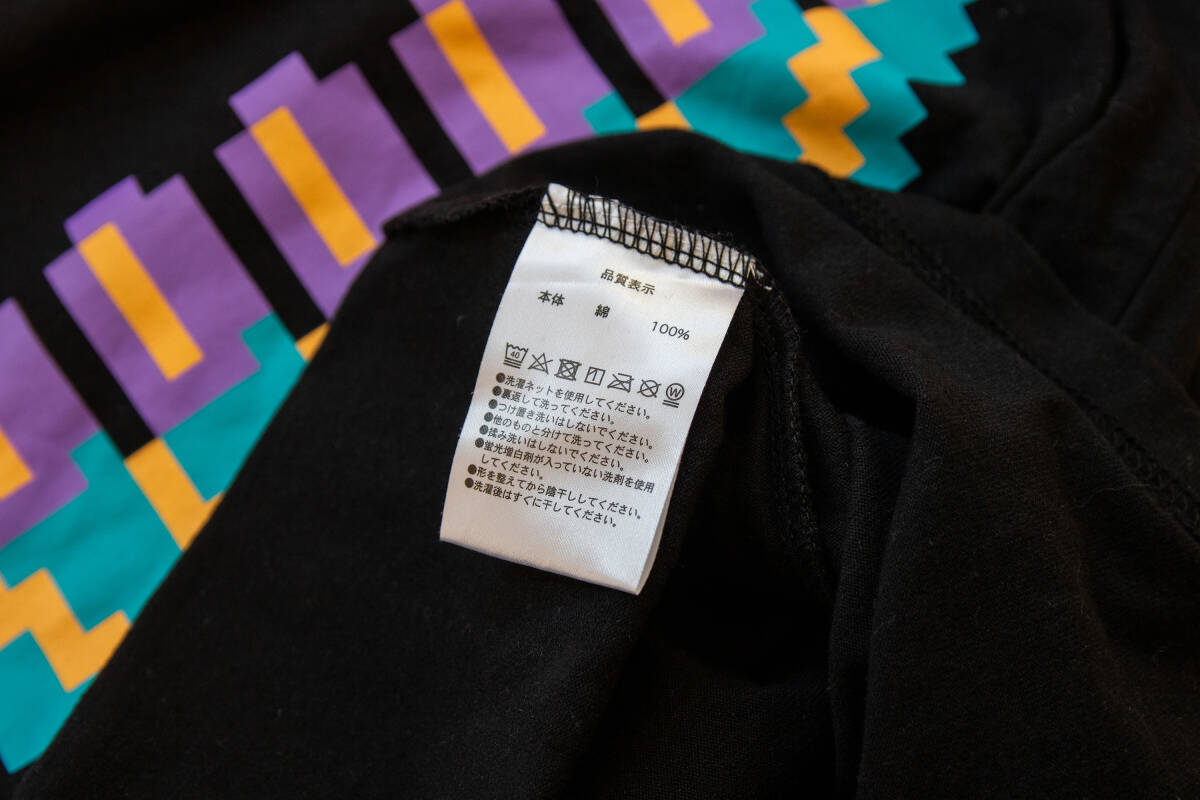 品質表示
本体 綿 100%
40 W
●洗濯ネットを使用してください。
●裏返して洗ってください。
●つけ置き洗いはしないでください。
●他のものと分けて洗ってください。
●揉み洗いはしないでください。
●蛍光増白剤が入っていない洗剤を使用
してください。
●形を整えてから陰干ししてください。
●洗濯後はすぐに干してください。